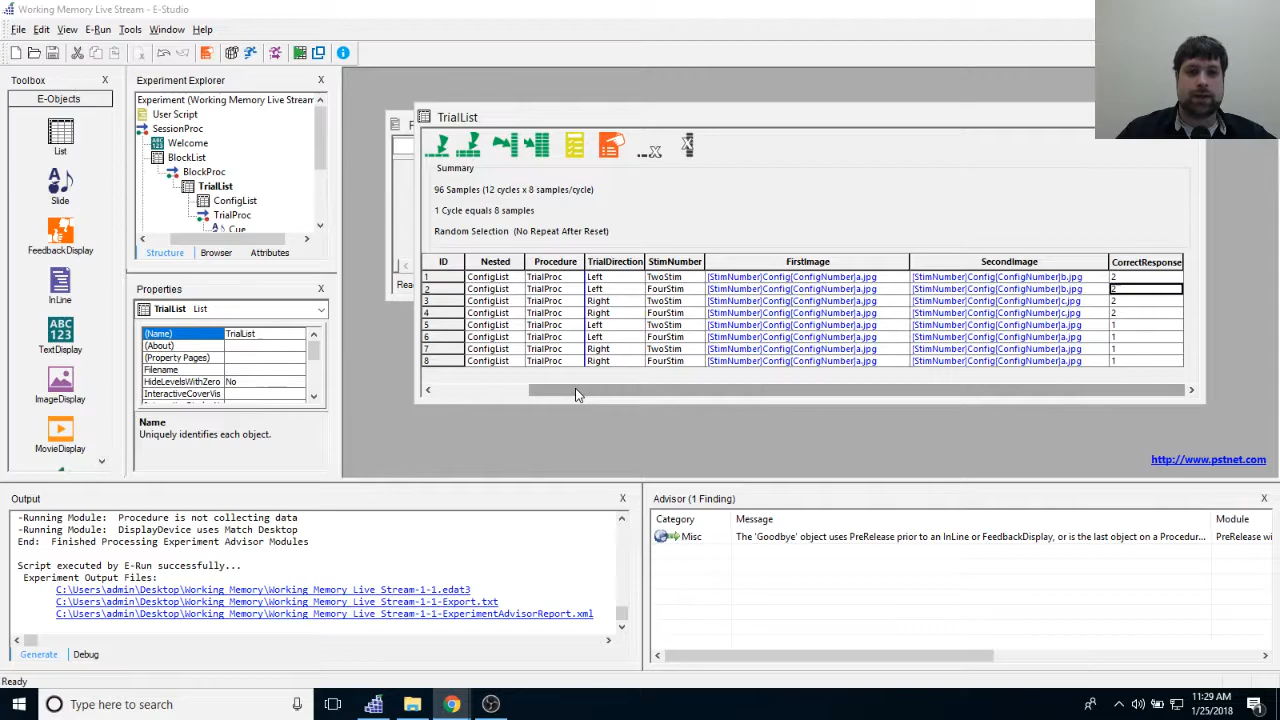 Working Memory Live Stream - E-Studio
File Edit View E-Run Tools Window Help
Toolbox X
E-Objects
List
Slide
FeedbackDisplay
InLine
TextDisplay
ImageDisplay
MovieDisplay
Experiment Explorer X
Experiment (Working Memory Live Stream
User Script
SessionProc
Welcome
BlockList
BlockProc
TrialList
ConfigList
TrialProc
Cue
Structure Browser Attributes
Properties X
TrialList List
(Name) TrialList
(About)
(Property Pages)
Filename
HideLevelsWithZero No
InteractiveCoverVis
Name
Uniquely identifies each object.
TrialList
Summary
96 Samples (12 cycles x 8 samples/cycle)
1 Cycle equals 8 samples
Random Selection (No Repeat After Reset)
ID Nested Procedure TrialDirection StimNumber FirstImage SecondImage CorrectResponse
1 ConfigList TrialProc Left TwoStim [StimNumber]Config[ConfigNumber]a.jpg [StimNumber]Config[ConfigNumber]b.jpg 2
2 ConfigList TrialProc Left FourStim [StimNumber]Config[ConfigNumber]a.jpg [StimNumber]Config[ConfigNumber]b.jpg 2
3 ConfigList TrialProc Right TwoStim [StimNumber]Config[ConfigNumber]a.jpg [StimNumber]Config[ConfigNumber]c.jpg 2
4 ConfigList TrialProc Right FourStim [StimNumber]Config[ConfigNumber]a.jpg [StimNumber]Config[ConfigNumber]c.jpg 2
5 ConfigList TrialProc Left TwoStim [StimNumber]Config[ConfigNumber]a.jpg [StimNumber]Config[ConfigNumber]a.jpg 1
6 ConfigList TrialProc Left FourStim [StimNumber]Config[ConfigNumber]a.jpg [StimNumber]Config[ConfigNumber]a.jpg 1
7 ConfigList TrialProc Right TwoStim [StimNumber]Config[ConfigNumber]a.jpg [StimNumber]Config[ConfigNumber]a.jpg 1
8 ConfigList TrialProc Right FourStim [StimNumber]Config[ConfigNumber]a.jpg [StimNumber]Config[ConfigNumber]a.jpg 1
http://www.pstnet.com
Output X
-Running Module: Procedure is not collecting data
-Running Module: DisplayDevice uses Match Desktop
End: Finished Processing Experiment Advisor Modules
Script executed by E-Run successfully...
Experiment Output Files:
C:\Users\admin\Desktop\Working Memory\Working Memory Live Stream-1-1.edat3
C:\Users\admin\Desktop\Working Memory\Working Memory Live Stream-1-1-Export.txt
C:\Users\admin\Desktop\Working Memory\Working Memory Live Stream-1-1-ExperimentAdvisorReport.xml
Generate Debug
Advisor (1 Finding) X
Category Message Module
Misc The 'Goodbye' object uses PreRelease prior to an InLine or FeedbackDisplay, or is the last object on a Procedur... PreRelease wi
Ready
Type here to search
11:29 AM
1/25/2018